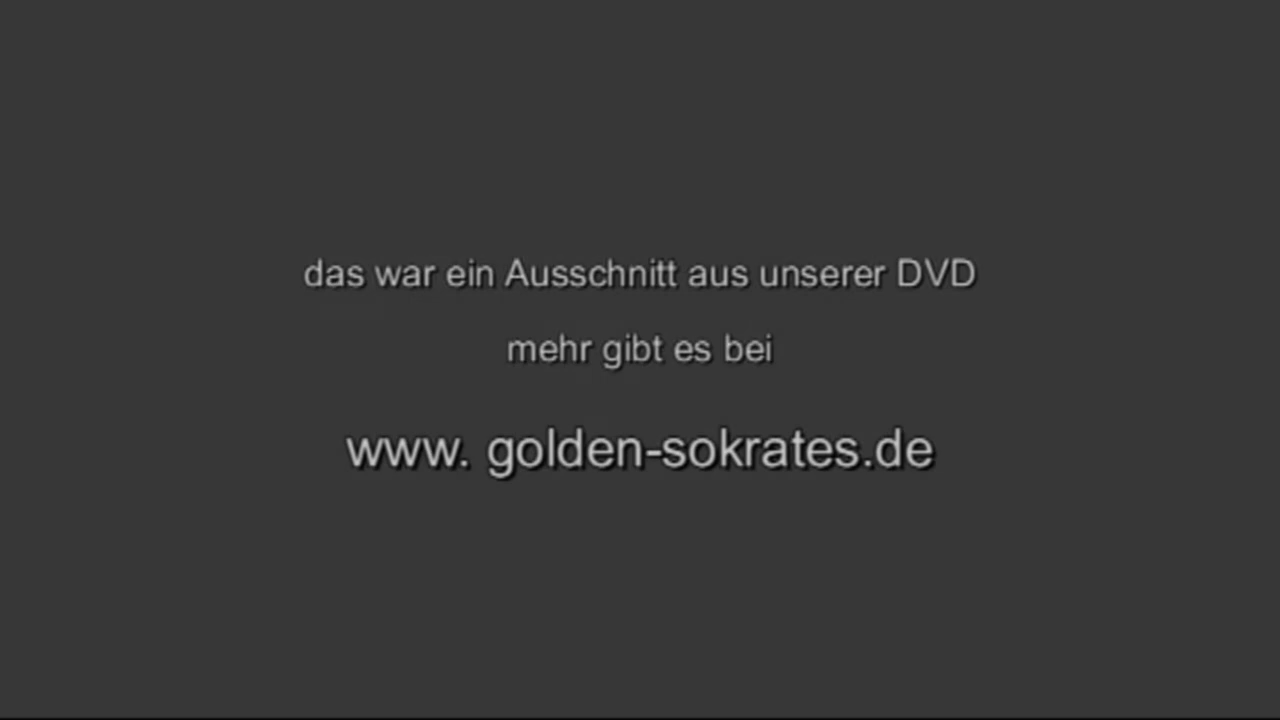 das war ein Ausschnitt aus unserer DVD
mehr gibt es bei
www. golden-sokrates.de